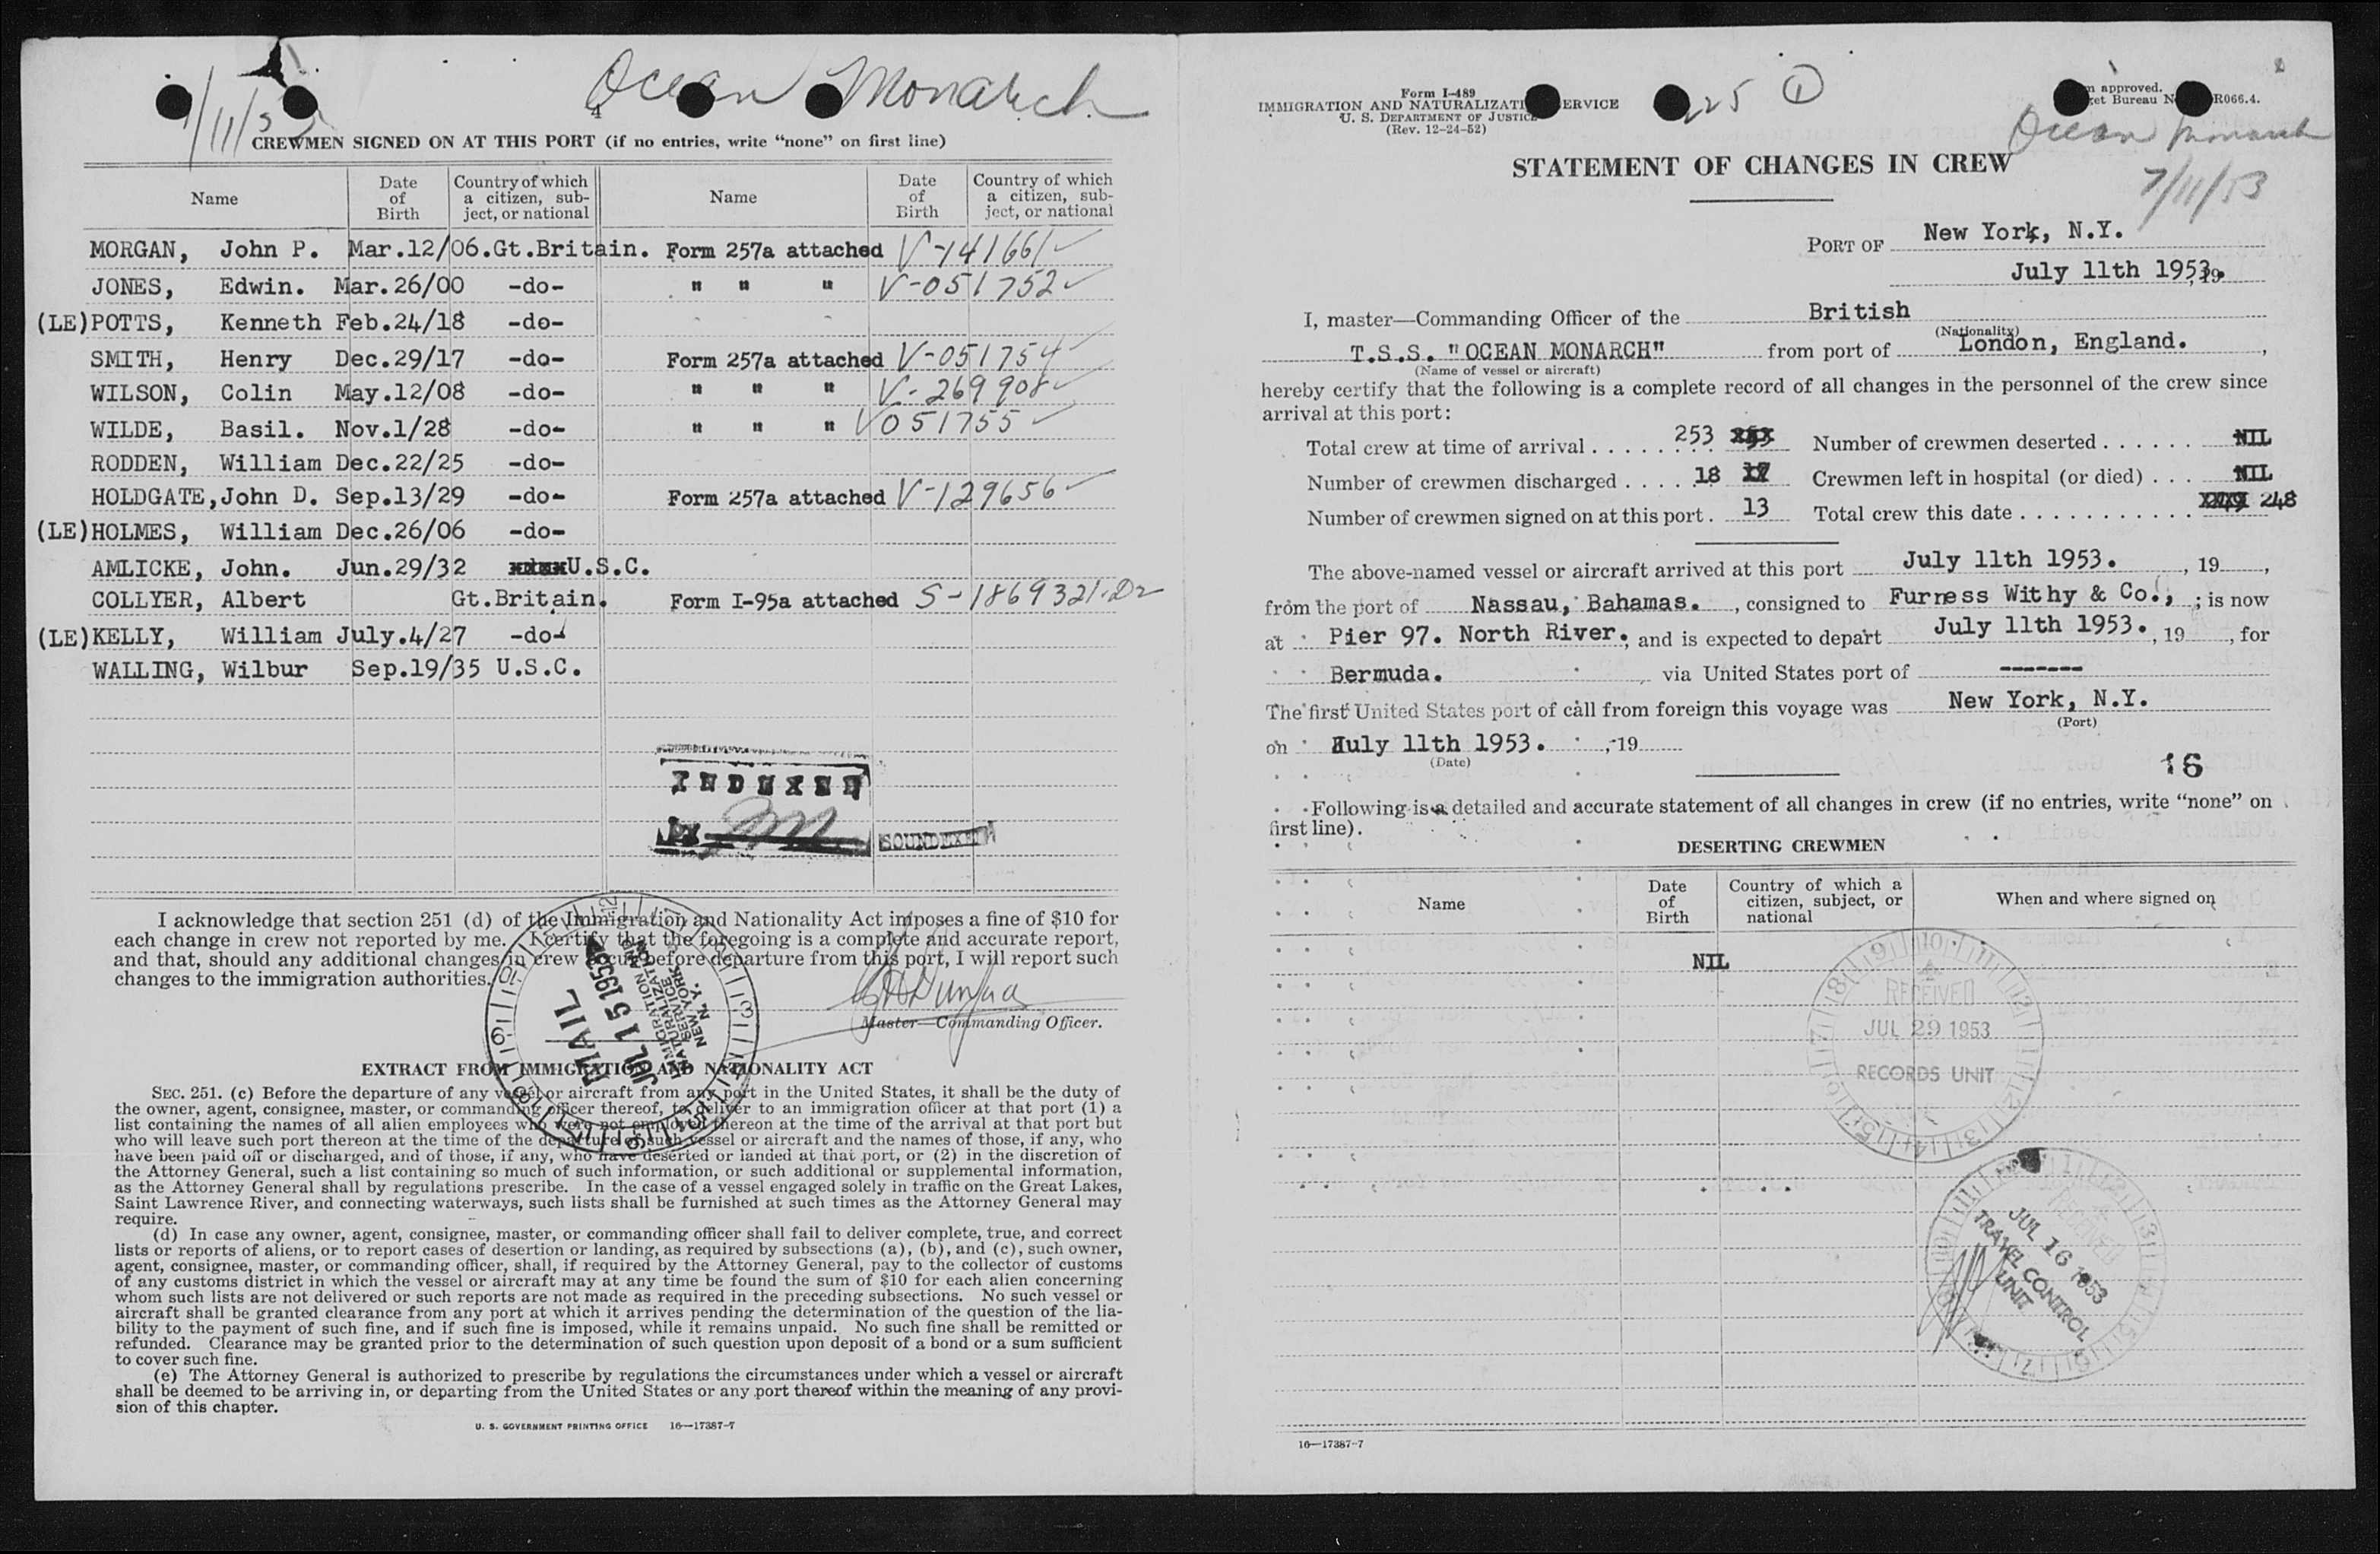 7/11/53
Ocean Monarch
4
CREWMEN SIGNED ON AT THIS PORT (if no entries, write “none” on first line)
Name Date of Birth Country of which a citizen, subject, or national Name Date of Birth Country of which a citizen, subject, or national
MORGAN, John P. Mar.12/06.Gt.Britain. Form 257a attached V-141661 ✓
JONES, Edwin. Mar.26/00 -do- " " " V-051752 ✓
(LE)POTTS, Kenneth Feb.24/18 -do-
SMITH, Henry Dec.29/17 -do- Form 257a attached V-051754 ✓
WILSON, Colin May.12/08 -do- " " " V-269908 ✓
WILDE, Basil. Nov.1/28 -do- " " " V051755 ✓
RODDEN, William Dec.22/25 -do-
HOLDGATE, John D. Sep.13/29 -do- Form 257a attached V-129656 ✓
(LE)HOLMES, William Dec.26/06 -do-
AMLICKE, John. Jun.29/32 U.S.C.
COLLYER, Albert Gt.Britain. Form I-95a attached S-1869321-D2
(LE)KELLY, William July.4/27 -do-
WALLING, Wilbur Sep.19/35 U.S.C.
INDEXED
BY
SOUNDEXED
I acknowledge that section 251 (d) of the Immigration and Nationality Act imposes a fine of $10 for
each change in crew not reported by me. I certify that the foregoing is a complete and accurate report,
and that, should any additional changes in crew occur before departure from this port, I will report such
changes to the immigration authorities.
MAIL
JUL 15 1953
IMMIGRATION AND
NATURALIZATION
SERVICE
NEW YORK
N. Y.
Master—Commanding Officer.
EXTRACT FROM IMMIGRATION AND NATIONALITY ACT
SEC. 251. (c) Before the departure of any vessel or aircraft from any port in the United States, it shall be the duty of
the owner, agent, consignee, master, or commanding officer thereof, to deliver to an immigration officer at that port (1) a
list containing the names of all alien employees who were not employed thereon at the time of the arrival at that port but
who will leave such port thereon at the time of the departure of such vessel or aircraft and the names of those, if any, who
have been paid off or discharged, and of those, if any, who have deserted or landed at that port, or (2) in the discretion of
the Attorney General, such a list containing so much of such information, or such additional or supplemental information,
as the Attorney General shall by regulations prescribe. In the case of a vessel engaged solely in traffic on the Great Lakes,
Saint Lawrence River, and connecting waterways, such lists shall be furnished at such times as the Attorney General may
require.
(d) In case any owner, agent, consignee, master, or commanding officer shall fail to deliver complete, true, and correct
lists or reports of aliens, or to report cases of desertion or landing, as required by subsections (a), (b), and (c), such owner,
agent, consignee, master, or commanding officer, shall, if required by the Attorney General, pay to the collector of customs
of any customs district in which the vessel or aircraft may at any time be found the sum of $10 for each alien concerning
whom such lists are not delivered or such reports are not made as required in the preceding subsections. No such vessel or
aircraft shall be granted clearance from any port at which it arrives pending the determination of the question of the lia-
bility to the payment of such fine, and if such fine is imposed, while it remains unpaid. No such fine shall be remitted or
refunded. Clearance may be granted prior to the determination of such question upon deposit of a bond or a sum sufficient
to cover such fine.
(e) The Attorney General is authorized to prescribe by regulations the circumstances under which a vessel or aircraft
shall be deemed to be arriving in, or departing from the United States or any port thereof within the meaning of any provi-
sion of this chapter.
U. S. GOVERNMENT PRINTING OFFICE 16—17387-7
Form I-489
IMMIGRATION AND NATURALIZATI ERVICE
U. S. DEPARTMENT OF JUSTICE
(Rev. 12-24-52)
225 1
approved.
et Bureau N R066.4.
Ocean Monarch
7/11/53
STATEMENT OF CHANGES IN CREW
PORT OF New York, N.Y.
July 11th 1953. , 19
I, master—Commanding Officer of the British
(Nationality)
T.S.S. "OCEAN MONARCH" from port of London, England. ,
(Name of vessel or aircraft)
hereby certify that the following is a complete record of all changes in the personnel of the crew since
arrival at this port:
Total crew at time of arrival . . . . . . . . 253 Number of crewmen deserted . . . . . . NIL
Number of crewmen discharged . . . . 18 17 Crewmen left in hospital (or died) . . . NIL
Number of crewmen signed on at this port . 13 Total crew this date . . . . . . . . . . . . 249 248
The above-named vessel or aircraft arrived at this port July 11th 1953. , 19 ,
from the port of Nassau, Bahamas. , consigned to Furness Withy & Co., ; is now
at Pier 97. North River. , and is expected to depart July 11th 1953. , 19 , for
Bermuda. via United States port of -------
The first United States port of call from foreign this voyage was New York, N.Y.
(Port)
on July 11th 1953. , 19
(Date)
16
Following is a detailed and accurate statement of all changes in crew (if no entries, write “none” on
first line).
DESERTING CREWMEN
Name Date of Birth Country of which a citizen, subject, or national When and where signed on
NIL
RECEIVED
JUL 29 1953
RECORDS UNIT
RECEIVED
JUL 16 1953
TRAVEL CONTROL
UNIT
16—17387-7